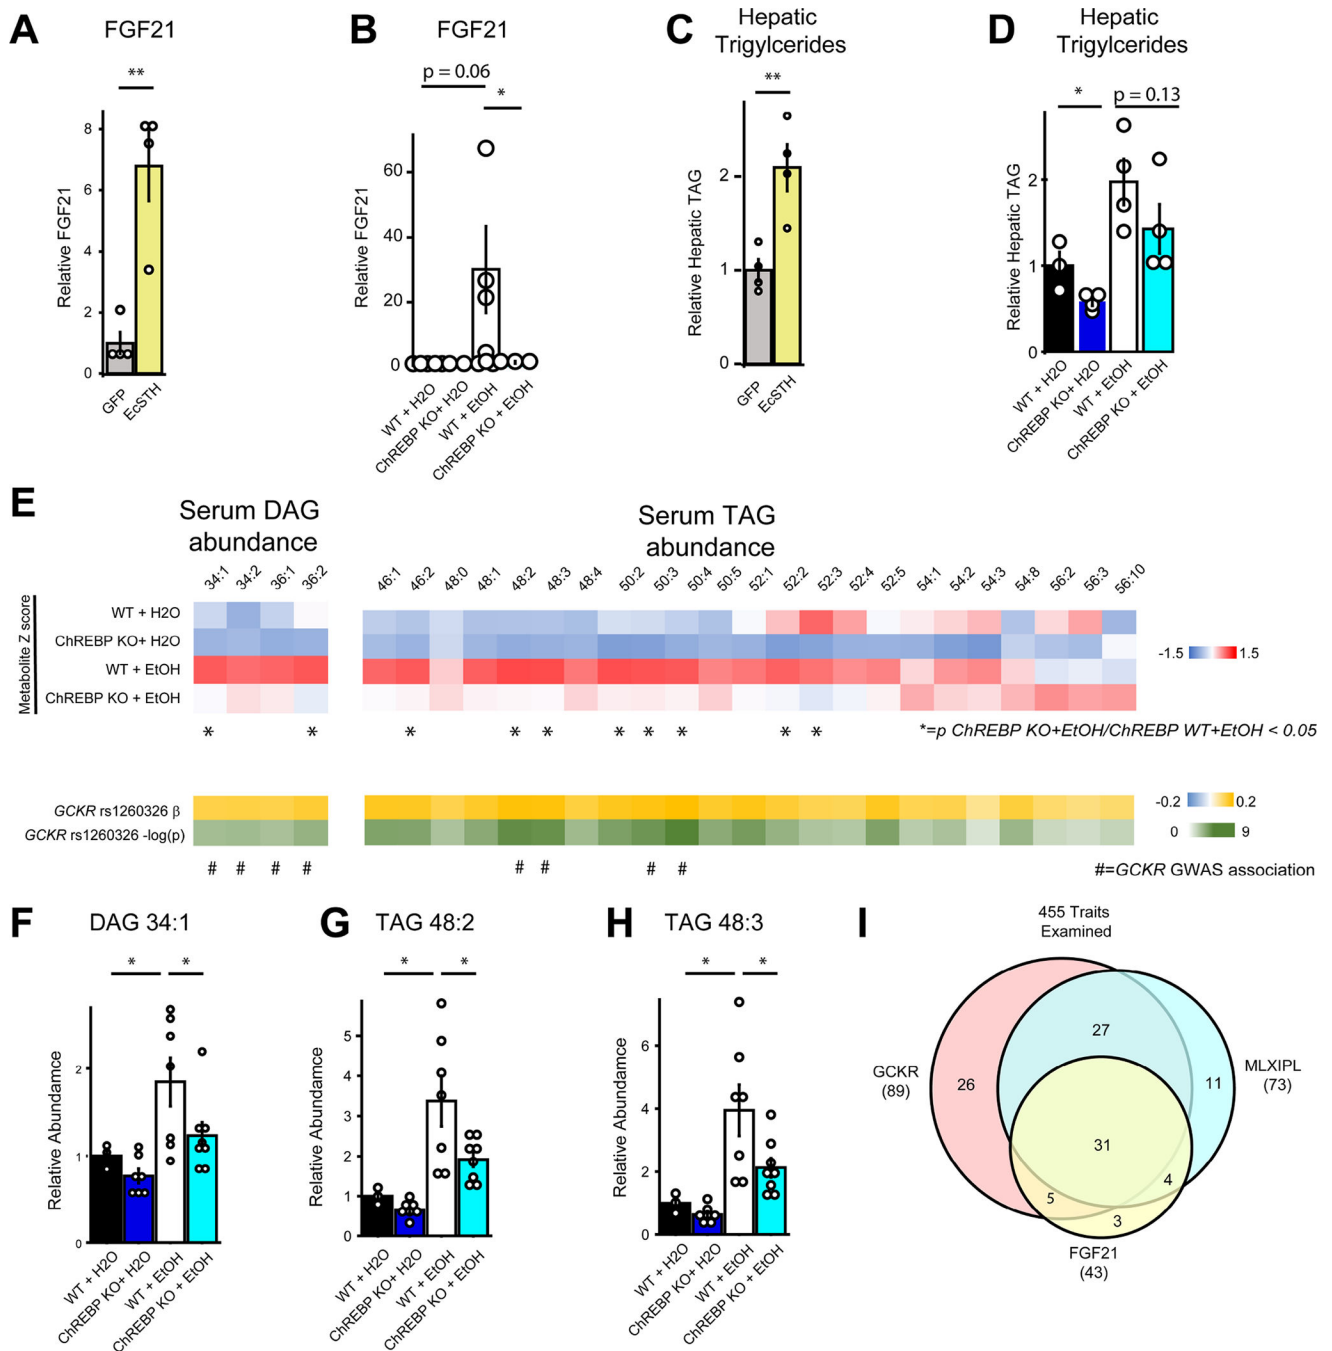 A
FGF21
**
Relative FGF21
8
6
4
2
0
GFP
EcSTH
B
FGF21
p = 0.06
*
Relative FGF21
60
40
20
0
WT + H2O
ChREBP KO+ H2O
WT + EtOH
ChREBP KO + EtOH
C
Hepatic
Trigylcerides
**
Relative Hepatic TAG
2
1
0
GFP
EcSTH
D
Hepatic
Trigylcerides
*
p = 0.13
Relative Hepatic TAG
2
1
0
WT + H2O
ChREBP KO+ H2O
WT + EtOH
ChREBP KO + EtOH
E
Serum DAG
abundance
Serum TAG
abundance
34:1 34:2 36:1 36:2
46:1 46:2 48:0 48:1 48:2 48:3 48:4 50:2 50:3 50:4 50:5 52:1 52:2 52:3 52:4 52:5 54:1 54:2 54:3 54:8 56:2 56:3 56:10
Metabolite Z score
WT + H2O
ChREBP KO+ H2O
WT + EtOH
ChREBP KO + EtOH
-1.5 1.5
* * * * * * * * * *
*=p ChREBP KO+EtOH/ChREBP WT+EtOH < 0.05
GCKR rs1260326 β
GCKR rs1260326 -log(p)
-0.2 0.2
0 9
# # # # # # # #
#=GCKR GWAS association
F
DAG 34:1
* *
Relative Abundamce
2
1
0
WT + H2O
ChREBP KO+ H2O
WT + EtOH
ChREBP KO + EtOH
G
TAG 48:2
* *
Relative Abundamce
5
4
3
2
1
0
WT + H2O
ChREBP KO+ H2O
WT + EtOH
ChREBP KO + EtOH
H
TAG 48:3
* *
Relative Abundamce
6
4
2
0
WT + H2O
ChREBP KO+ H2O
WT + EtOH
ChREBP KO + EtOH
I
455 Traits
Examined
GCKR
(89)
26
27
11
MLXIPL
(73)
31
5
4
3
FGF21
(43)